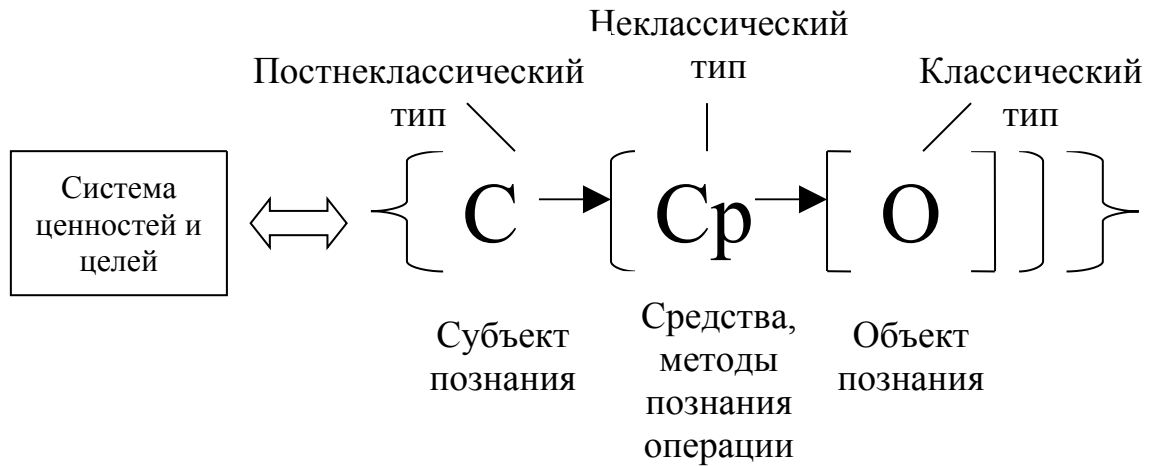 Неклассический
тип
Постнеклассический
тип
Классический
тип
Система
ценностей и
целей
С
Ср
О
Субъект
познания
Средства,
методы
познания
операции
Объект
познания